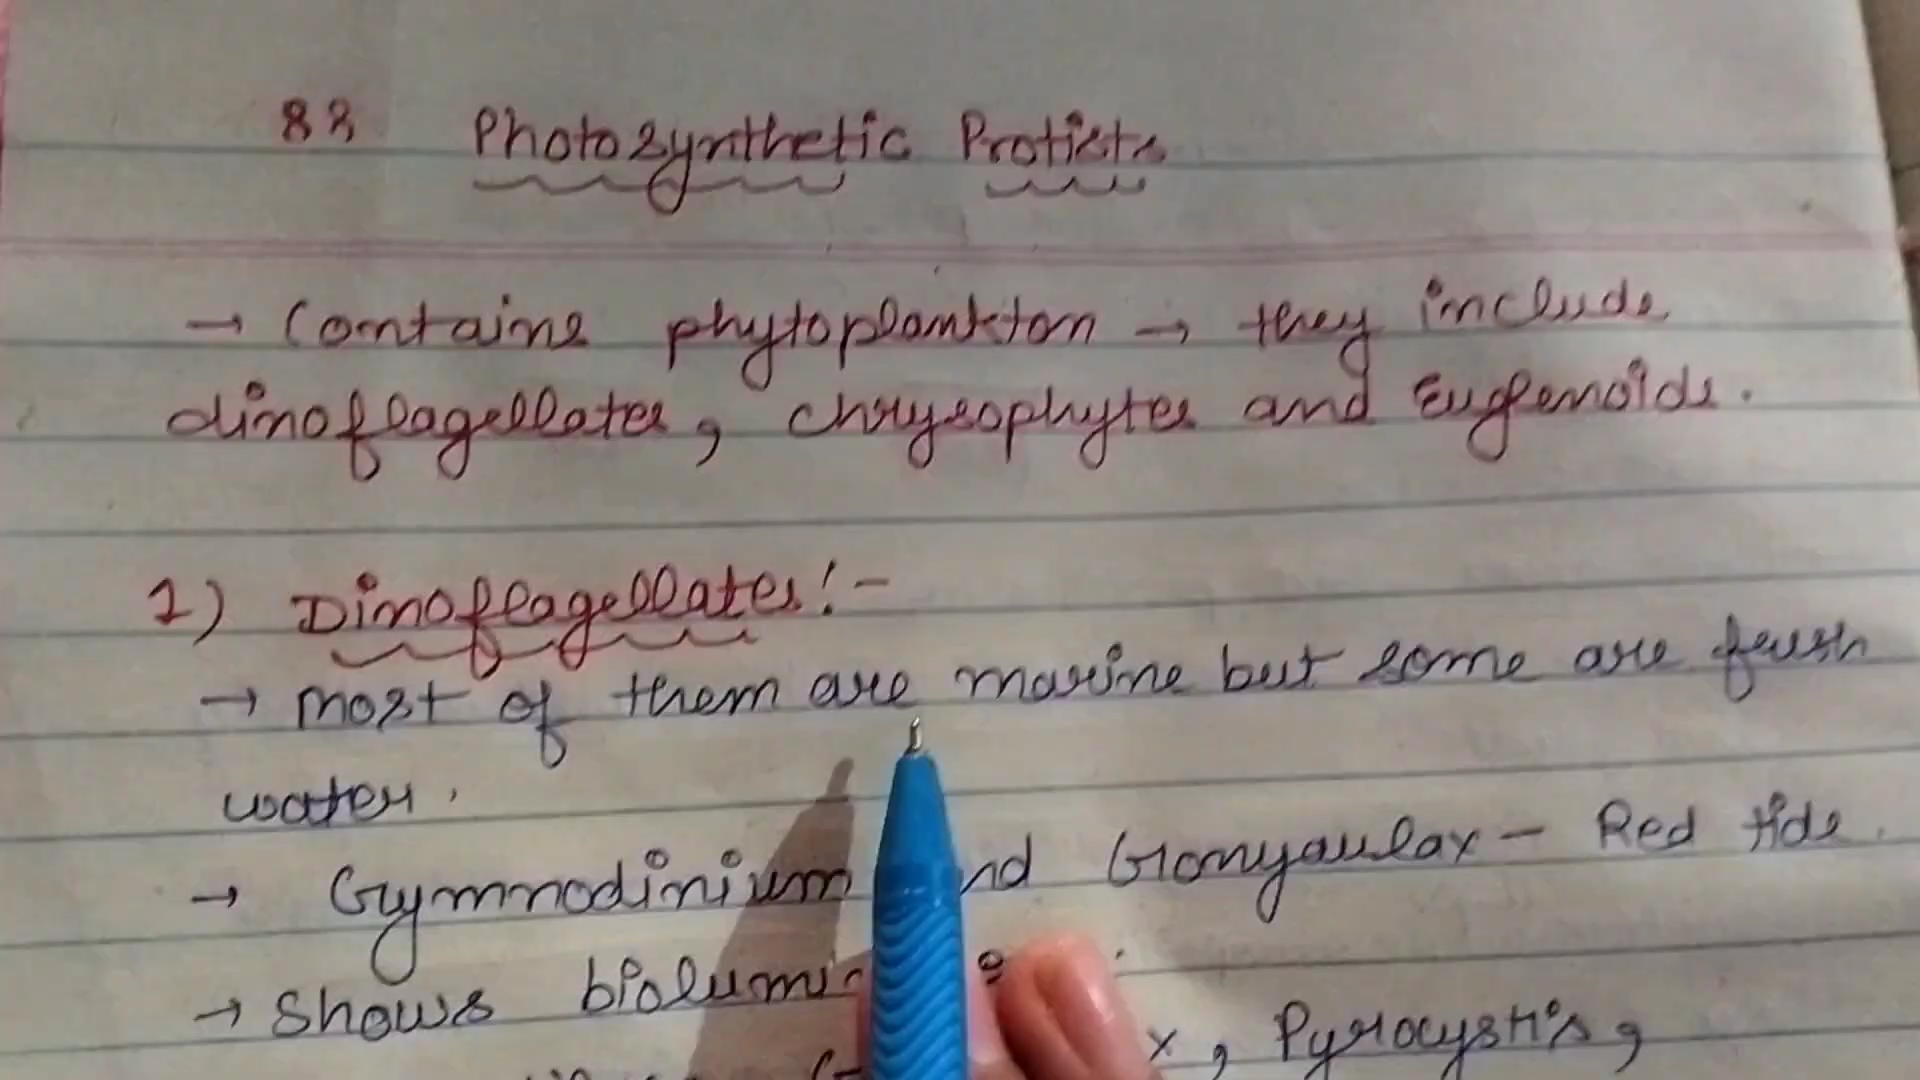 83 Photosynthetic Protists
→ Contains phytoplankton → they include
dinoflagellates, chrysophytes and Euglenoids.
1) Dinoflagellates:-
→ most of them are marine but some are fresh
water.
→ Gymnodinium and Gonyaulax - Red tide.
→ Shows
x, Pyrocystis,